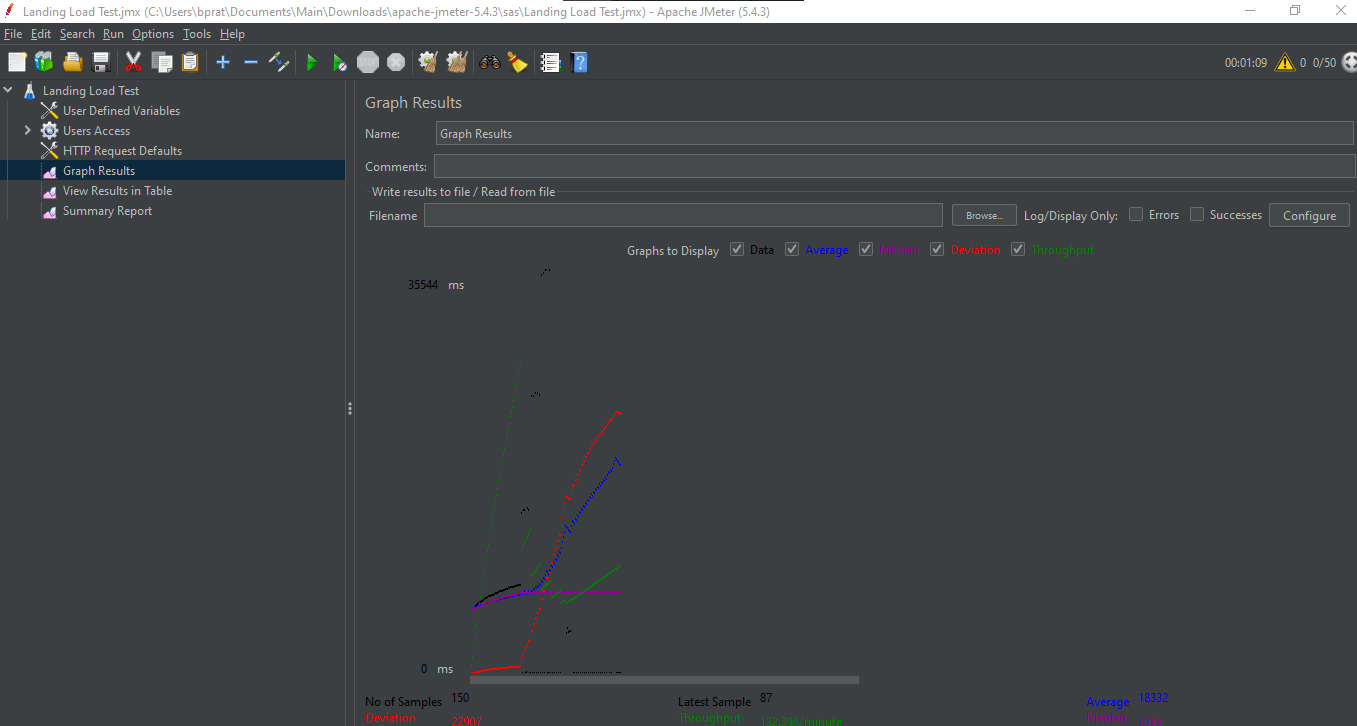 Landing Load Test.jmx (C:\Users\bprat\Documents\Main\Downloads\apache-jmeter-5.4.3\sas\Landing Load Test.jmx) - Apache JMeter (5.4.3)
File Edit Search Run Options Tools Help
STOP 00:01:09 0 0/50
Landing Load Test
User Defined Variables
Users Access
HTTP Request Defaults
Graph Results
View Results in Table
Summary Report
Graph Results
Name: Graph Results
Comments:
Write results to file / Read from file
Filename Browse... Log/Display Only: Errors Successes Configure
Graphs to Display Data Average Median Deviation Throughput
35544 ms
0 ms
No of Samples 150 Latest Sample 87 Average 18332
Deviation 22907 Throughput 132.398/minute Median